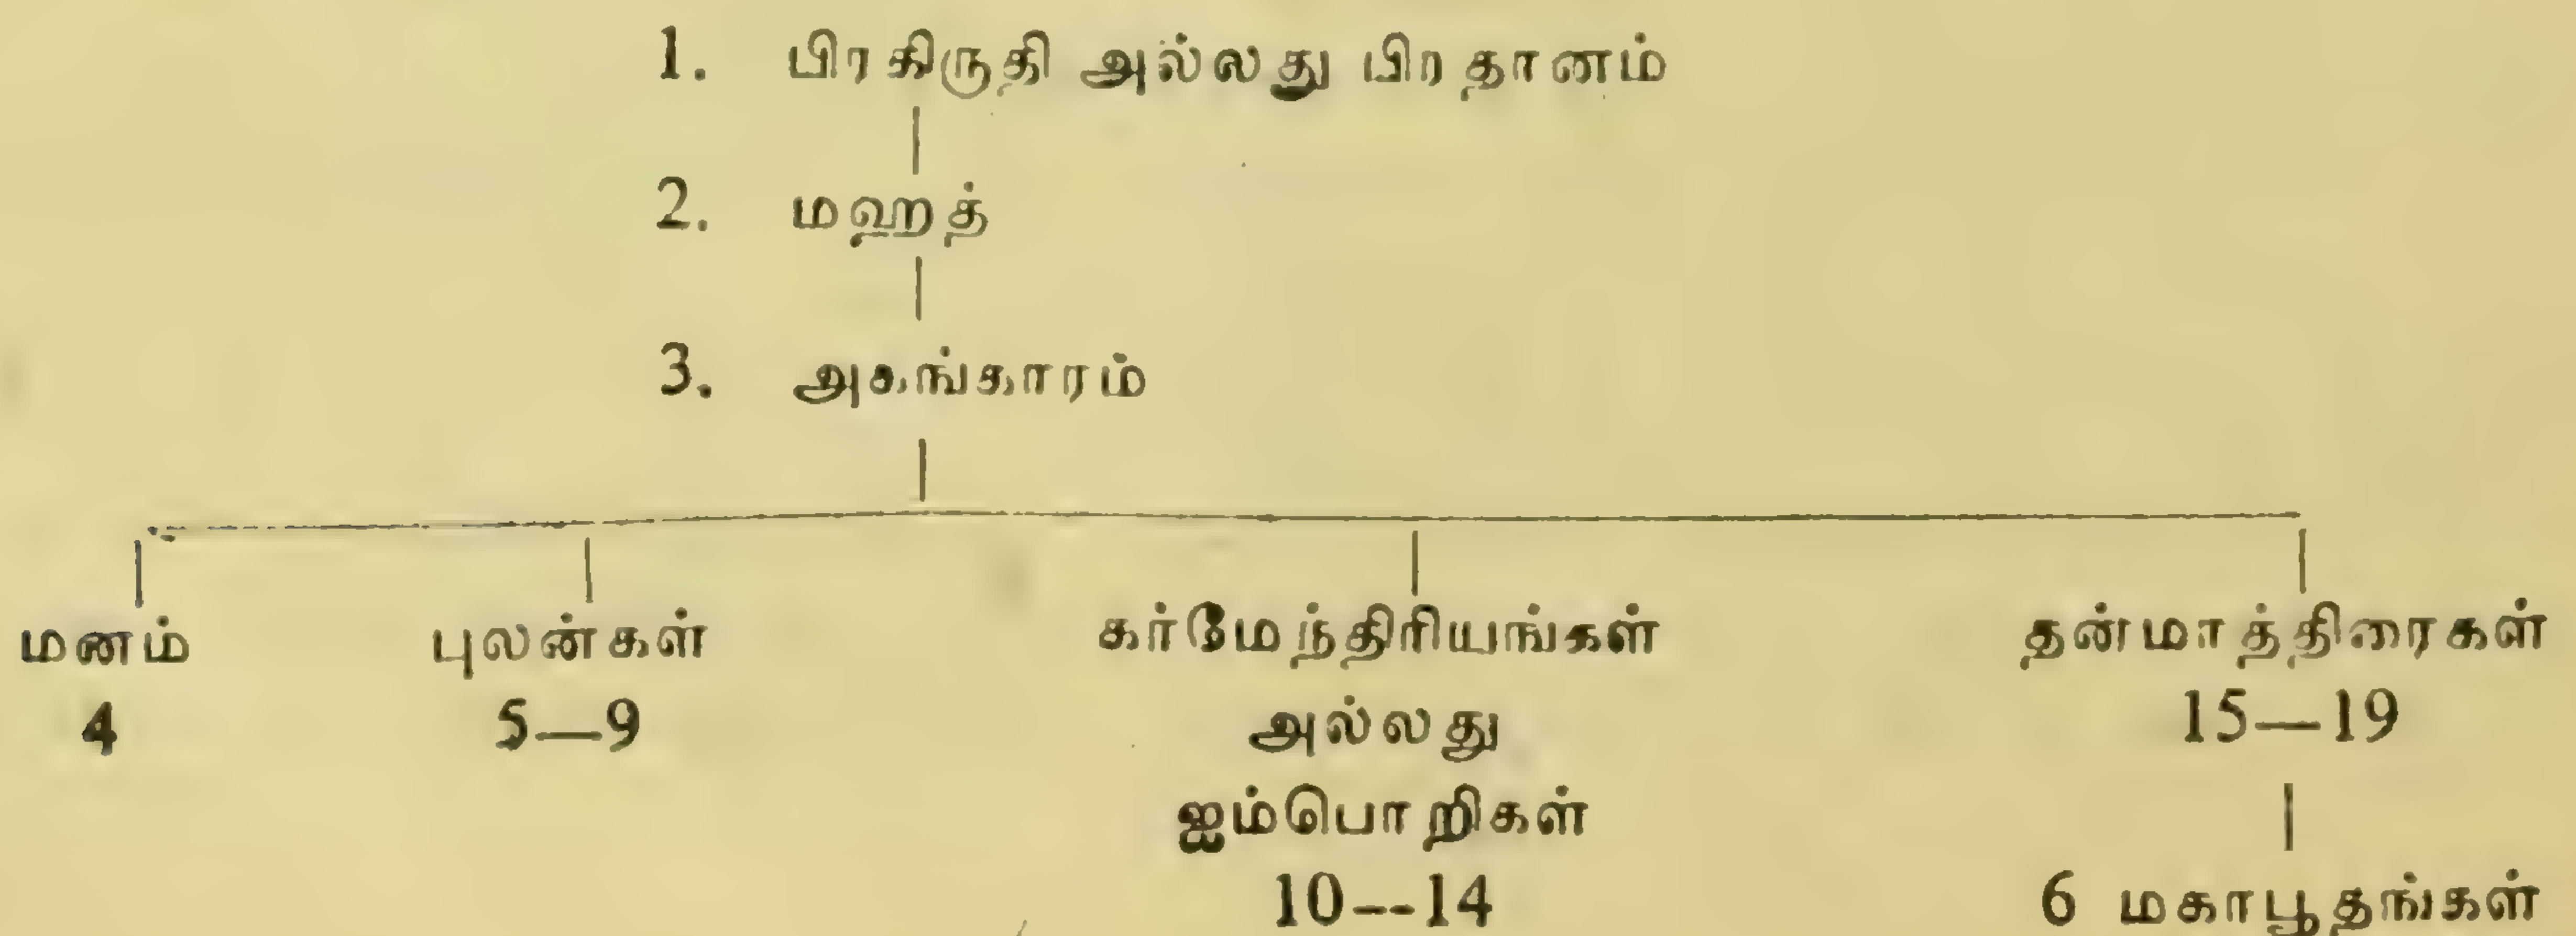 1. பிரகிருதி அல்லது பிரதானம்
2. மஹத்
3. அகங்காரம்
மனம் புலன்கள் கர்மேந்திரியங்கள் தன்மாத்திரைகள்
4 5—9 அல்லது 15—19
ஐம்பொறிகள்
10—14 6 மகாபூதங்கள்